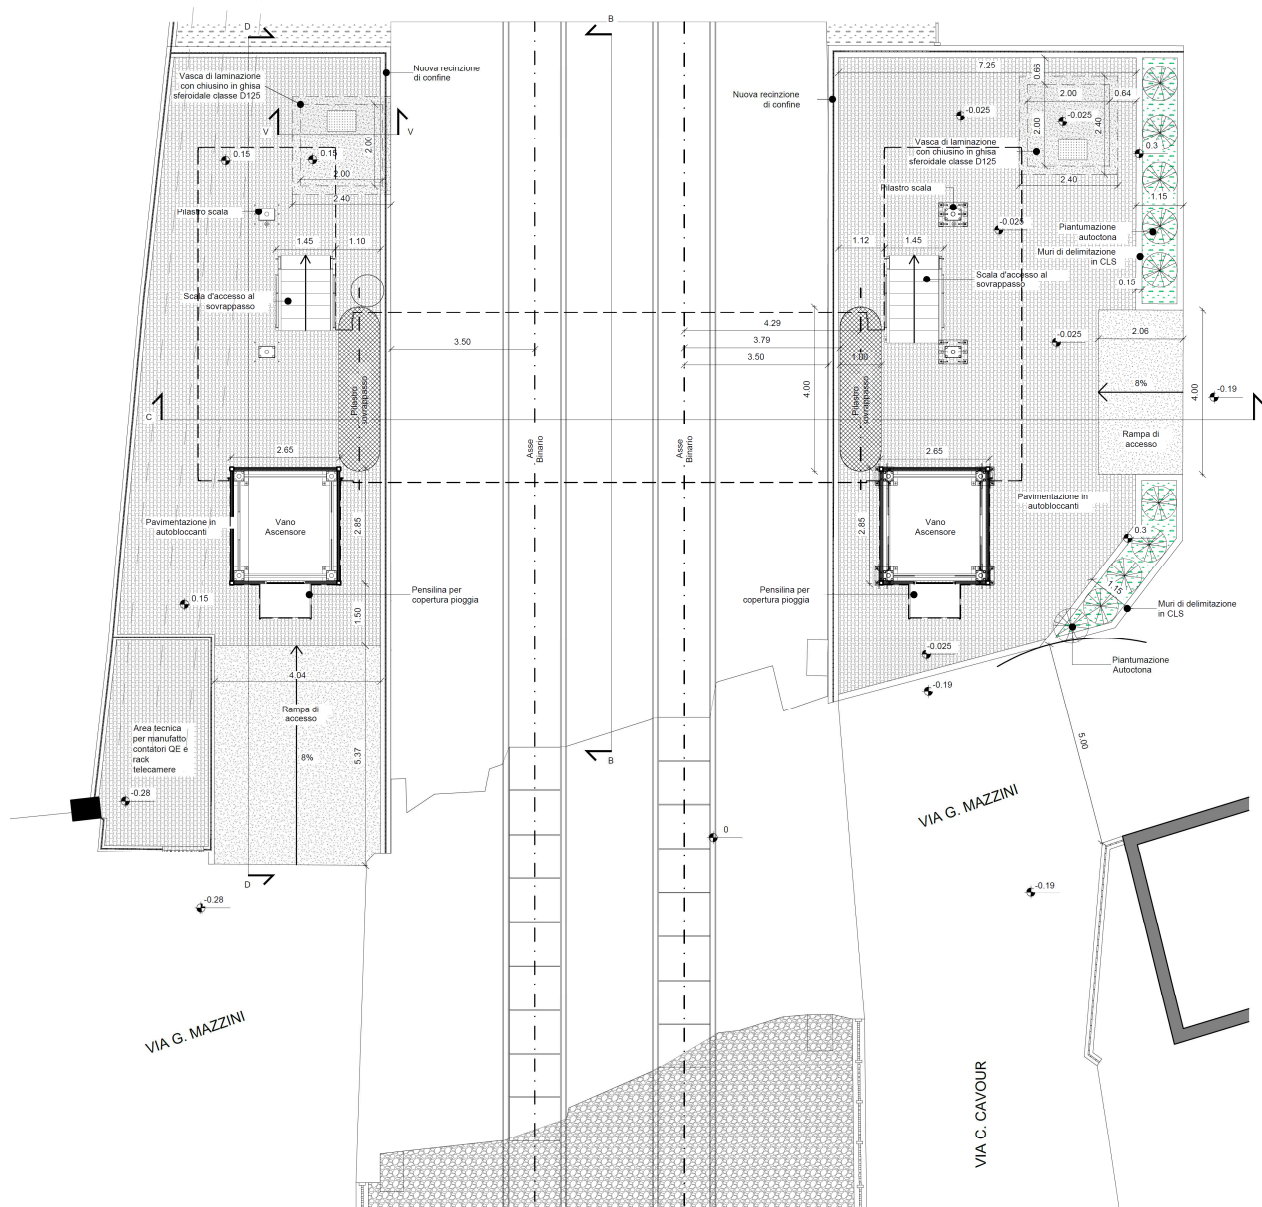 D
B
Nuova recinzione
di confine
Vasca di laminazione
con chiusino in ghisa
sferoidale classe D125
V
V
0.15
0.15
2.00
2.00
2.40
Pilastro scala
1.45
1.10
Scala d'accesso al
sovrappasso
3.50
Pilastro
sovrappasso
C
2.65
Pavimentazione in
autobloccanti
Vano
Ascensore
2.85
0.15
Pensilina per
copertura pioggia
1.50
4.04
Rampa di
accesso
8%
5.37
Area tecnica
per manufatto
contatori QE e
rack
telecamere
-0.28
D
-0.28
VIA G. MAZZINI
Asse
Binario
Asse
Binario
B
0
7.25
0.66
Nuova recinzione
di confine
-0.025
2.00
0.64
-0.025
2.00
2.40
Vasca di laminazione
con chiusino in ghisa
sferoidale classe D125
0.3
2.40
1.15
Pilastro scala
-0.025
Piantumazione
autoctona
1.12
1.45
Muri di delimitazione
in CLS
Scala d'accesso al
sovrappasso
0.15
4.29
3.79
3.50
1.00
-0.025
2.06
4.00
Pilastro
sovrappasso
8%
4.00
-0.19
Rampa di
accesso
2.65
Pavimentazione in
autobloccanti
2.85
Vano
Ascensore
0.3
1.15
Pensilina per
copertura pioggia
Muri di delimitazione
in CLS
-0.025
Piantumazione
Autoctona
-0.19
5.00
VIA G. MAZZINI
-0.19
VIA C. CAVOUR